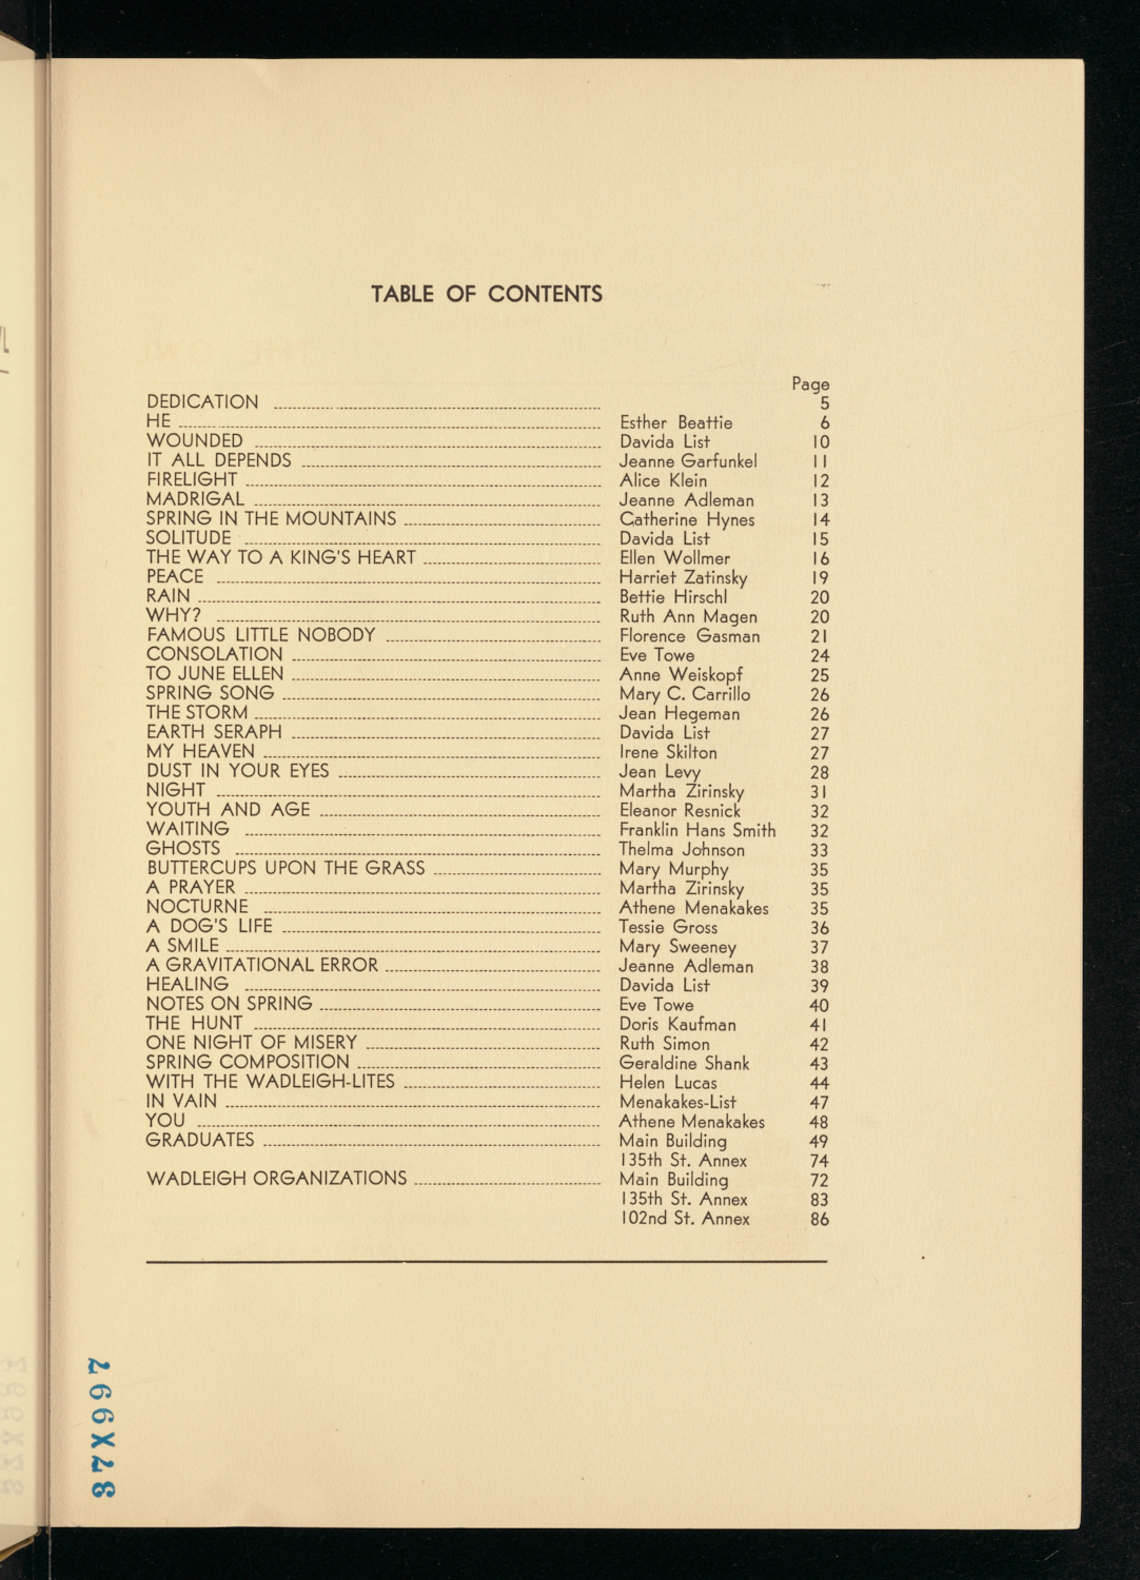 TABLE OF CONTENTS
Page
DEDICATION 5
HE Esther Beattie 6
WOUNDED Davida List 10
IT ALL DEPENDS Jeanne Garfunkel 11
FIRELIGHT Alice Klein 12
MADRIGAL Jeanne Adleman 13
SPRING IN THE MOUNTAINS Catherine Hynes 14
SOLITUDE Davida List 15
THE WAY TO A KING'S HEART Ellen Wollmer 16
PEACE Harriet Zatinsky 19
RAIN Bettie Hirschl 20
WHY? Ruth Ann Magen 20
FAMOUS LITTLE NOBODY Florence Gasman 21
CONSOLATION Eve Towe 24
TO JUNE ELLEN Anne Weiskopf 25
SPRING SONG Mary C. Carrillo 26
THE STORM Jean Hegeman 26
EARTH SERAPH Davida List 27
MY HEAVEN Irene Skilton 27
DUST IN YOUR EYES Jean Levy 28
NIGHT Martha Zirinsky 31
YOUTH AND AGE Eleanor Resnick 32
WAITING Franklin Hans Smith 32
GHOSTS Thelma Johnson 33
BUTTERCUPS UPON THE GRASS Mary Murphy 35
A PRAYER Martha Zirinsky 35
NOCTURNE Athene Menakakes 35
A DOG'S LIFE Tessie Gross 36
A SMILE Mary Sweeney 37
A GRAVITATIONAL ERROR Jeanne Adleman 38
HEALING Davida List 39
NOTES ON SPRING Eve Towe 40
THE HUNT Doris Kaufman 41
ONE NIGHT OF MISERY Ruth Simon 42
SPRING COMPOSITION Geraldine Shank 43
WITH THE WADLEIGH-LITES Helen Lucas 44
IN VAIN Menakakes-List 47
YOU Athene Menakakes 48
GRADUATES Main Building 49
135th St. Annex 74
WADLEIGH ORGANIZATIONS Main Building 72
135th St. Annex 83
102nd St. Annex 86
87X997